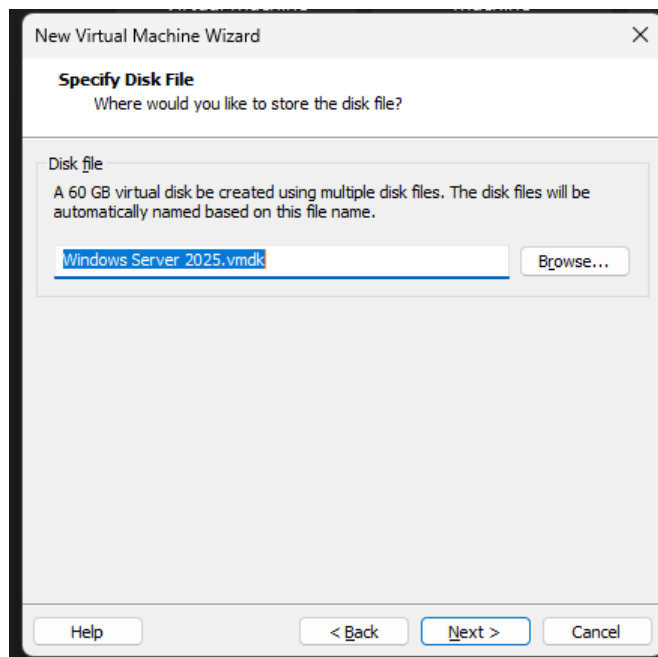 New Virtual Machine Wizard
Specify Disk File
Where would you like to store the disk file?
Disk file
A 60 GB virtual disk be created using multiple disk files. The disk files will be
automatically named based on this file name.
Windows Server 2025.vmdk
Browse...
Help
< Back
Next >
Cancel